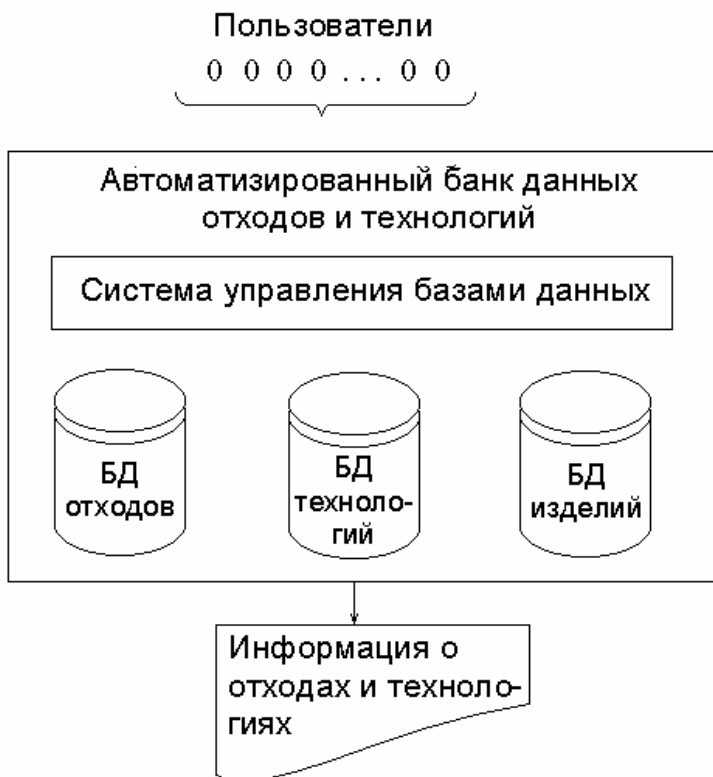 Пользователи
0 0 0 0 ... 0 0
Автоматизированный банк данных
отходов и технологий
Система управления базами данных
БД
отходов
БД
техноло-
гий
БД
изделий
Информация о
отходах и техноло-
гиях